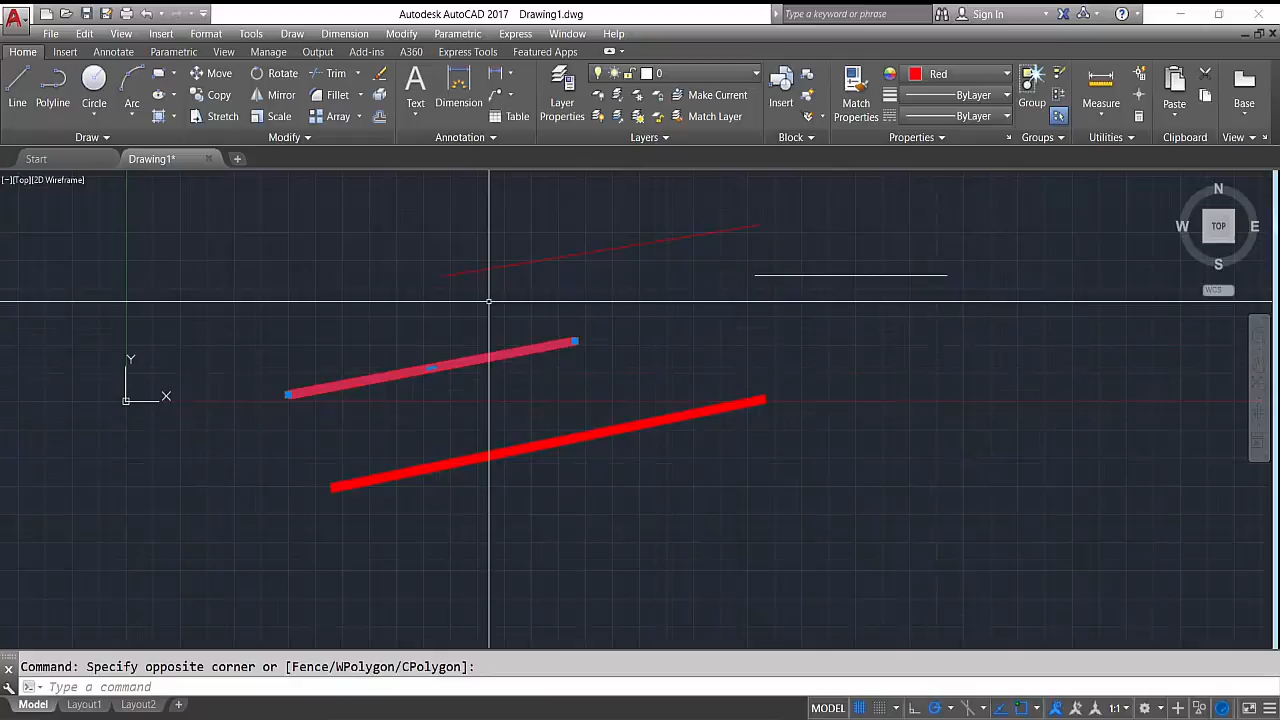 Autodesk AutoCAD 2017 Drawing1.dwg
Type a keyword or phrase
Sign In
File Edit View Insert Format Tools Draw Dimension Modify Parametric Express Window Help
Home Insert Annotate Parametric View Manage Output Add-ins A360 Express Tools Featured Apps
Line Polyline Circle Arc
Move Rotate Trim
Copy Mirror Fillet
Stretch Scale Array
Text Dimension
Table
Layer
Properties
0
Make Current
Match Layer
Insert
Match
Properties
Red
ByLayer
ByLayer
Group
Measure
Paste
Base
Draw Modify Annotation Layers Block Properties Groups Utilities Clipboard View
Start Drawing1*
[−][Top][2D Wireframe]
N
W TOP E
S
WCS
Y
X
Command: Specify opposite corner or [Fence/WPolygon/CPolygon]:
Type a command
Model Layout1 Layout2
MODEL 1:1